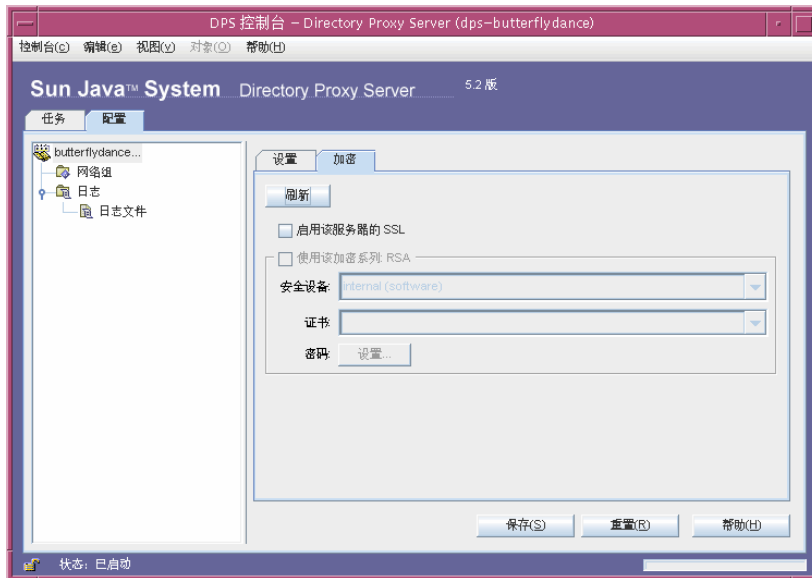 DPS 控制台 – Directory Proxy Server (dps-butterflydance)
控制台(C) 编辑(e) 视图(V) 对象(O) 帮助(H)
Sun Java™ System Directory Proxy Server 5.2 版
任务 配置
butterflydance...
网络组
日志
日志文件
设置 加密
刷新
启用该服务器的 SSL
使用该加密系列: RSA
安全设备: internal (software)
证书:
密码: 设置...
保存(S) 重置(R) 帮助(H)
状态: 已启动